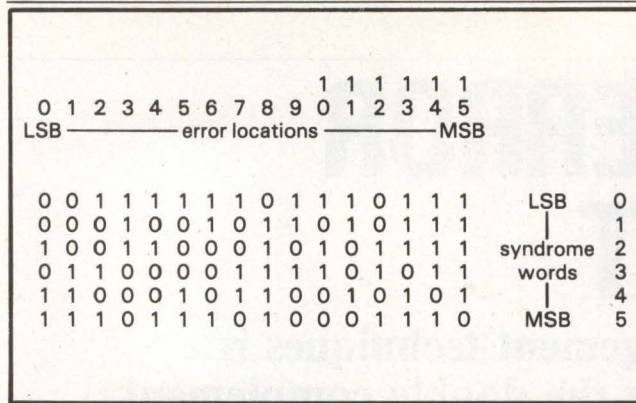 1 1 1 1 1 1
0 1 2 3 4 5 6 7 8 9 0 1 2 3 4 5
LSB error locations MSB
0 0 1 1 1 1 1 1 0 1 1 1 0 1 1 1 LSB 0
0 0 0 1 0 0 1 0 1 1 0 1 0 1 1 1 1
1 0 0 1 0 0 0 0 1 0 1 0 1 1 1 1 syndrome 2
0 1 1 0 0 0 0 1 1 1 1 0 1 0 1 1 words 3
1 1 0 0 0 1 0 1 1 0 0 1 0 1 0 1 4
1 1 1 0 1 1 1 0 1 0 0 0 1 1 1 0 MSB 5